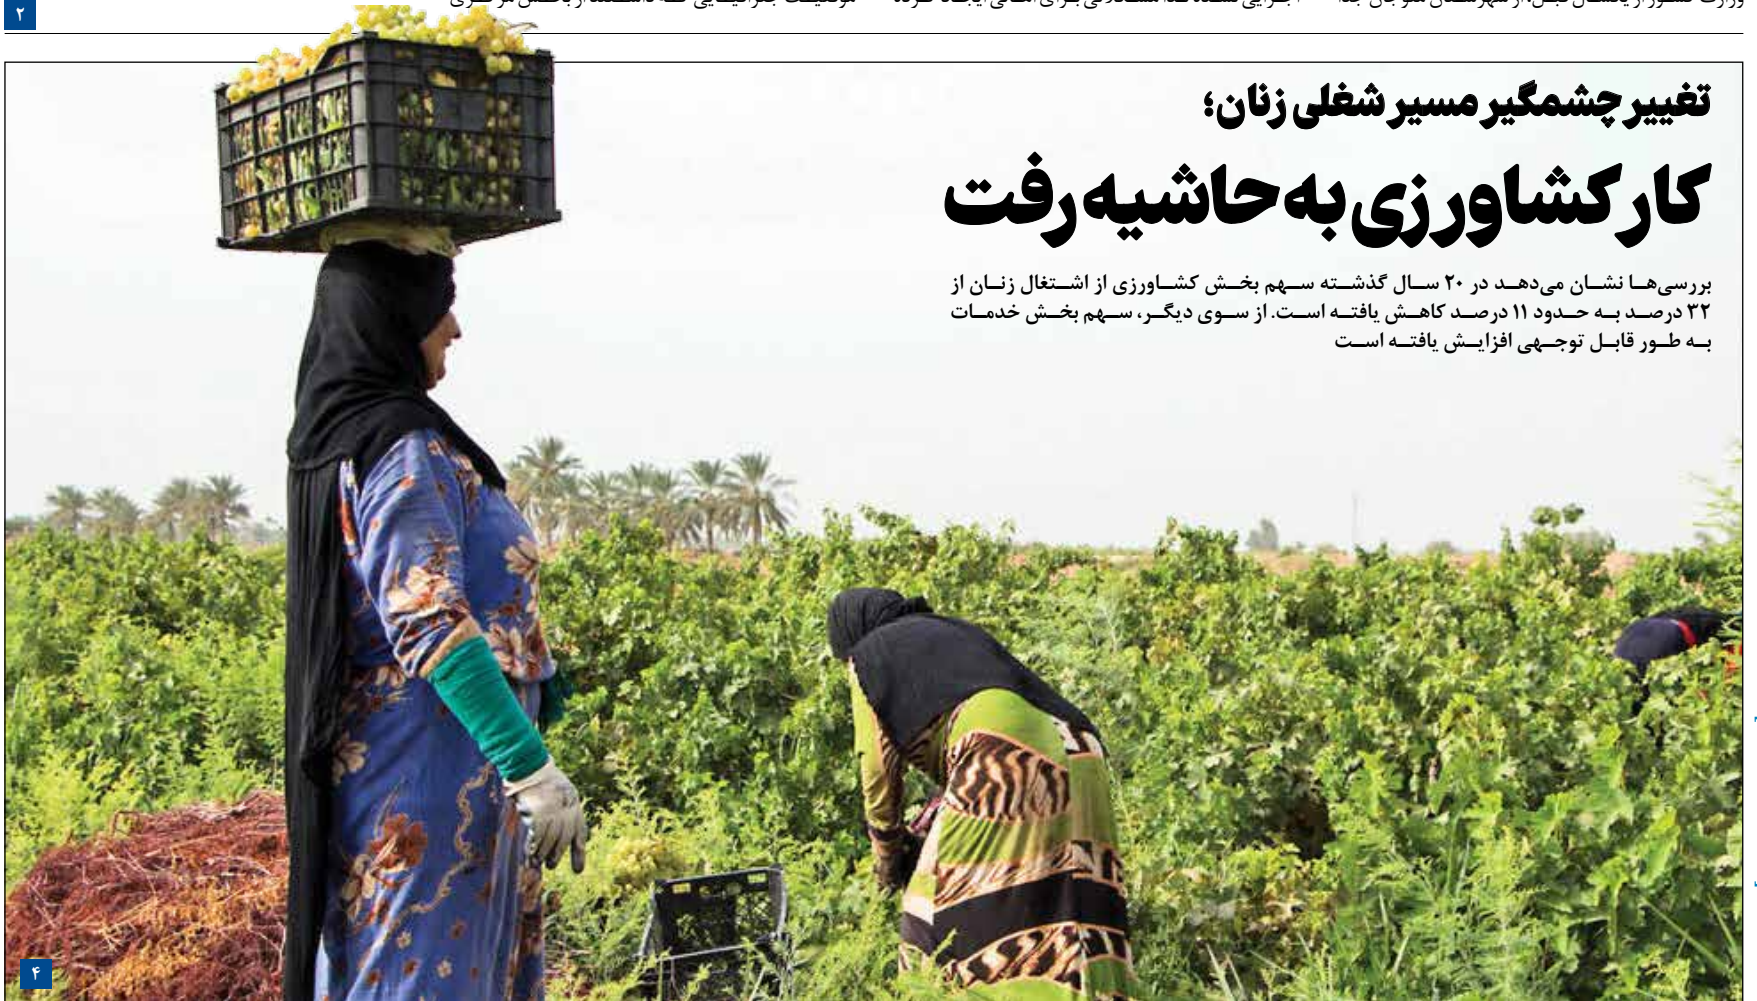 ۲
تغییر چشمگیر مسیر شغلی زنان؛
کار کشاورزی به حاشیه رفت
بررسی‌ها نشان می‌دهد در ۲۰ سال گذشته سهم بخش کشاورزی از اشتغال زنان از
۳۲ درصد به حدود ۱۱ درصد کاهش یافته است. از سوی دیگر، سهم بخش خدمات
به طور قابل توجهی افزایش یافته است
۴